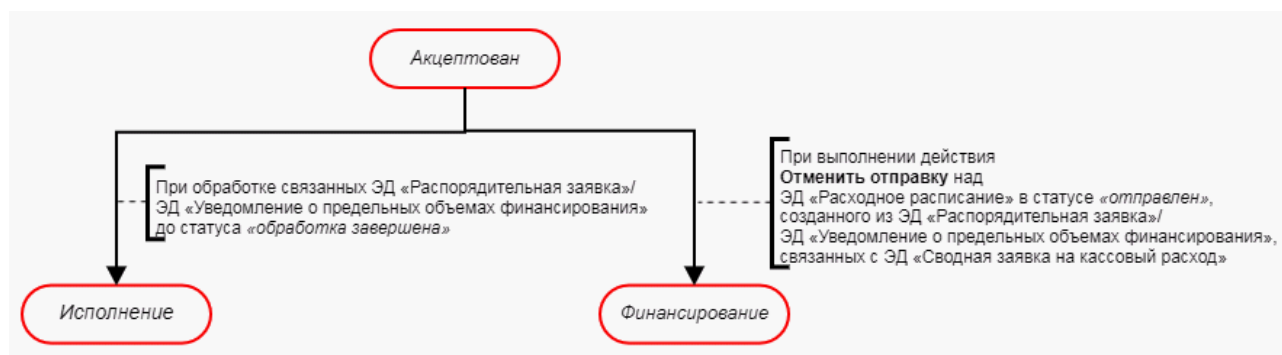 Акцептован
При обработке связанных ЭД «Распорядительная заявка»/
ЭД «Уведомление о предельных объемах финансирования»
до статуса «обработка завершена»
При выполнении действия
Отменить отправку над
ЭД «Расходное расписание» в статусе «отправлен»,
созданного из ЭД «Распорядительная заявка»/
ЭД «Уведомление о предельных объемах финансирования»,
связанных с ЭД «Сводная заявка на кассовый расход»
Исполнение
Финансирование